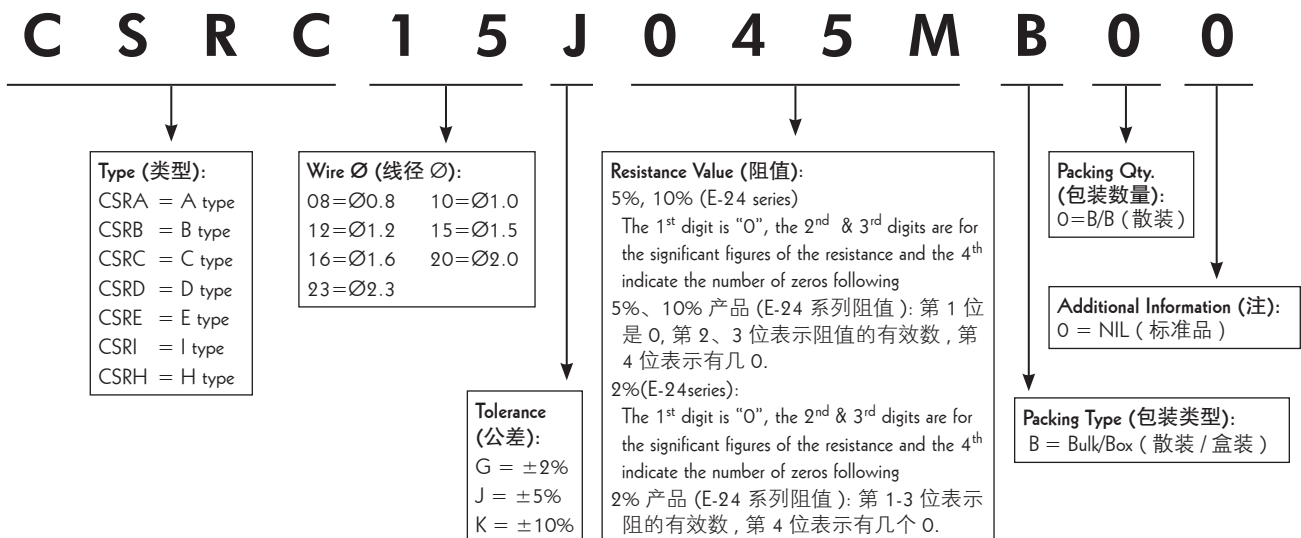 C S R C 1 5 J 0 4 5 M B 0 0
Type (类型):
CSRA = A type
CSRB = B type
CSRC = C type
CSRD = D type
CSRE = E type
CSRI = I type
CSRH = H type
Wire Ø (线径 Ø):
08=Ø0.8 10=Ø1.0
12=Ø1.2 15=Ø1.5
16=Ø1.6 20=Ø2.0
23=Ø2.3
Tolerance
(公差):
G = ±2%
J = ±5%
K = ±10%
Resistance Value (阻值):
5%, 10% (E-24 series)
The 1st digit is “0”, the 2nd & 3rd digits are for
the significant figures of the resistance and the 4th
indicate the number of zeros following
5%、10% 产品 (E-24 系列阻值 ): 第 1 位
是 0, 第 2、3 位表示阻值的有效数 , 第
4 位表示有几 0.
2%(E-24series):
The 1st digit is “0”, the 2nd & 3rd digits are for
the significant figures of the resistance and the 4th
indicate the number of zeros following
2% 产品 (E-24 系列阻值 ): 第 1-3 位表示
阻的有效数 , 第 4 位表示有几个 0.
Packing Qty.
(包装数量):
0=B/B ( 散装 )
Additional Information (注):
0 = NIL ( 标准品 )
Packing Type (包装类型):
B = Bulk/Box ( 散装 / 盒装 )